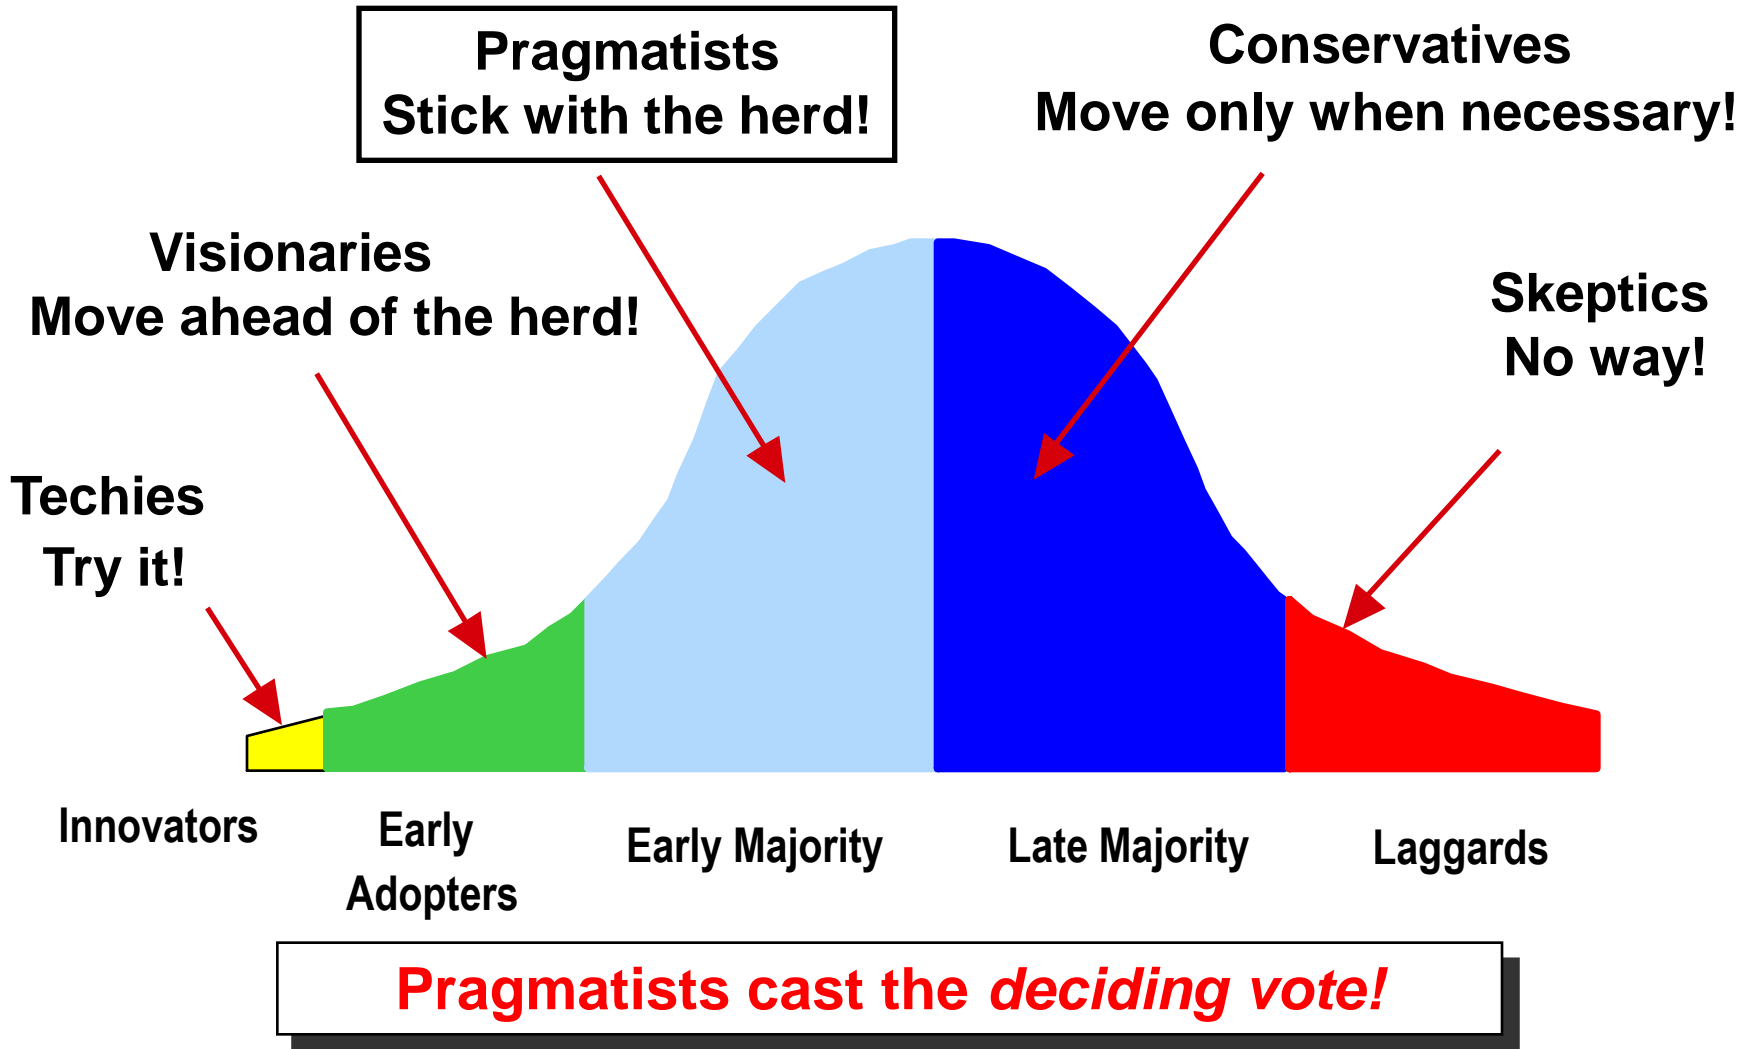 Pragmatists
Stick with the herd!
Conservatives
Move only when necessary!
Visionaries
Move ahead of the herd!
Skeptics
No way!
Techies
Try it!
Innovators
Early
Adopters
Early Majority
Late Majority
Laggards
Pragmatists cast the deciding vote!